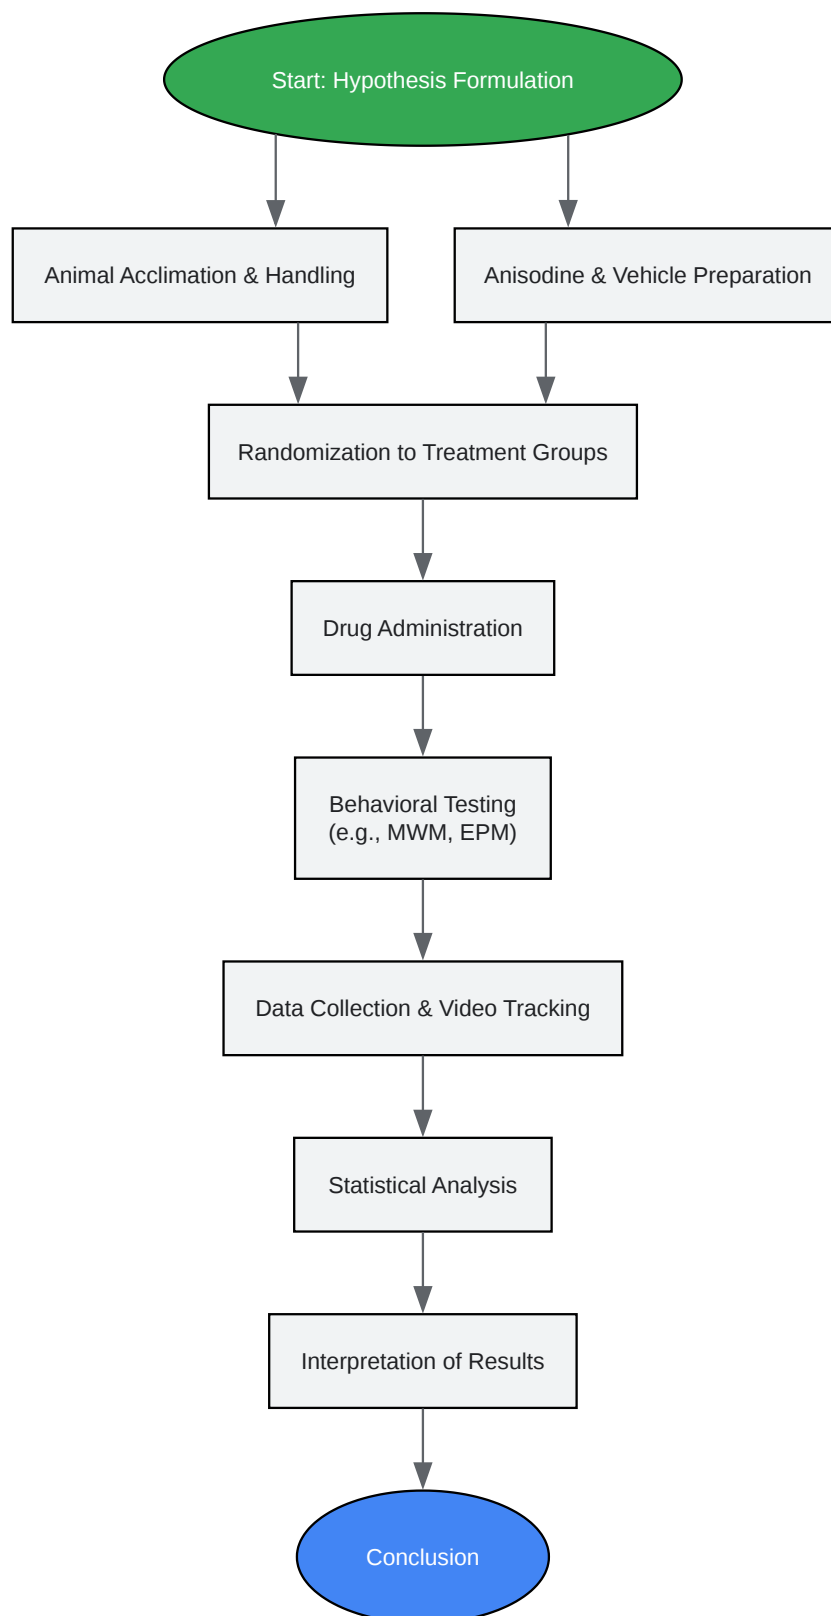 Start: Hypothesis Formulation
Animal Acclimation & Handling
Anisodine & Vehicle Preparation
Randomization to Treatment Groups
Drug Administration
Behavioral Testing
(e.g., MWM, EPM)
Data Collection & Video Tracking
Statistical Analysis
Interpretation of Results
Conclusion